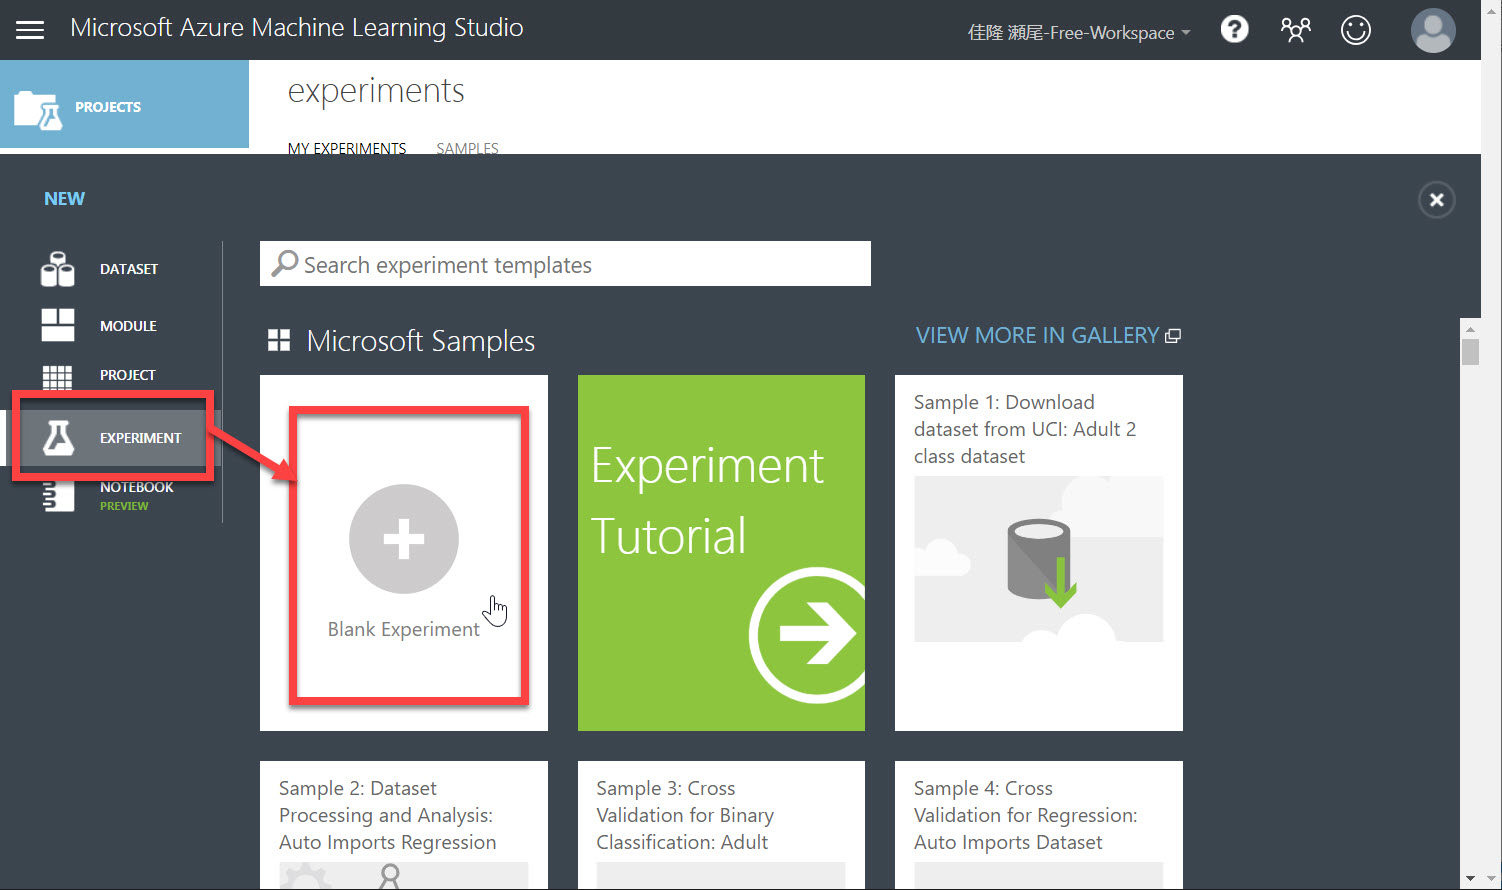 Microsoft Azure Machine Learning Studio
佳隆 瀬尾-Free-Workspace
PROJECTS
experiments
MY EXPERIMENTS
SAMPLES
NEW
DATASET
MODULE
PROJECT
EXPERIMENT
NOTEBOOK
PREVIEW
Search experiment templates
Microsoft Samples
VIEW MORE IN GALLERY
Blank Experiment
Experiment
Tutorial
Sample 1: Download
dataset from UCI: Adult 2
class dataset
Sample 2: Dataset
Processing and Analysis:
Auto Imports Regression
Sample 3: Cross
Validation for Binary
Classification: Adult
Sample 4: Cross
Validation for Regression:
Auto Imports Dataset